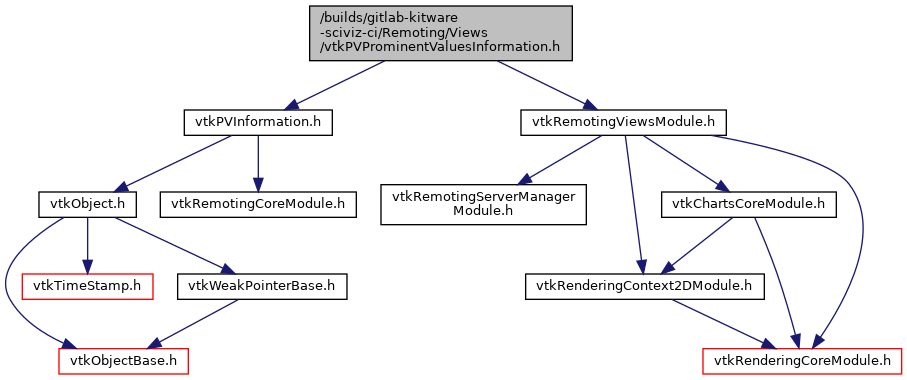 /builds/gitlab-kitware
-sciviz-ci/Remoting/Views
/vtkPVProminentValuesInformation.h
vtkPVInformation.h
vtkRemotingViewsModule.h
vtkObject.h
vtkRemotingCoreModule.h
vtkRemotingServerManager
Module.h
vtkChartsCoreModule.h
vtkTimeStamp.h
vtkWeakPointerBase.h
vtkRenderingContext2DModule.h
vtkObjectBase.h
vtkRenderingCoreModule.h